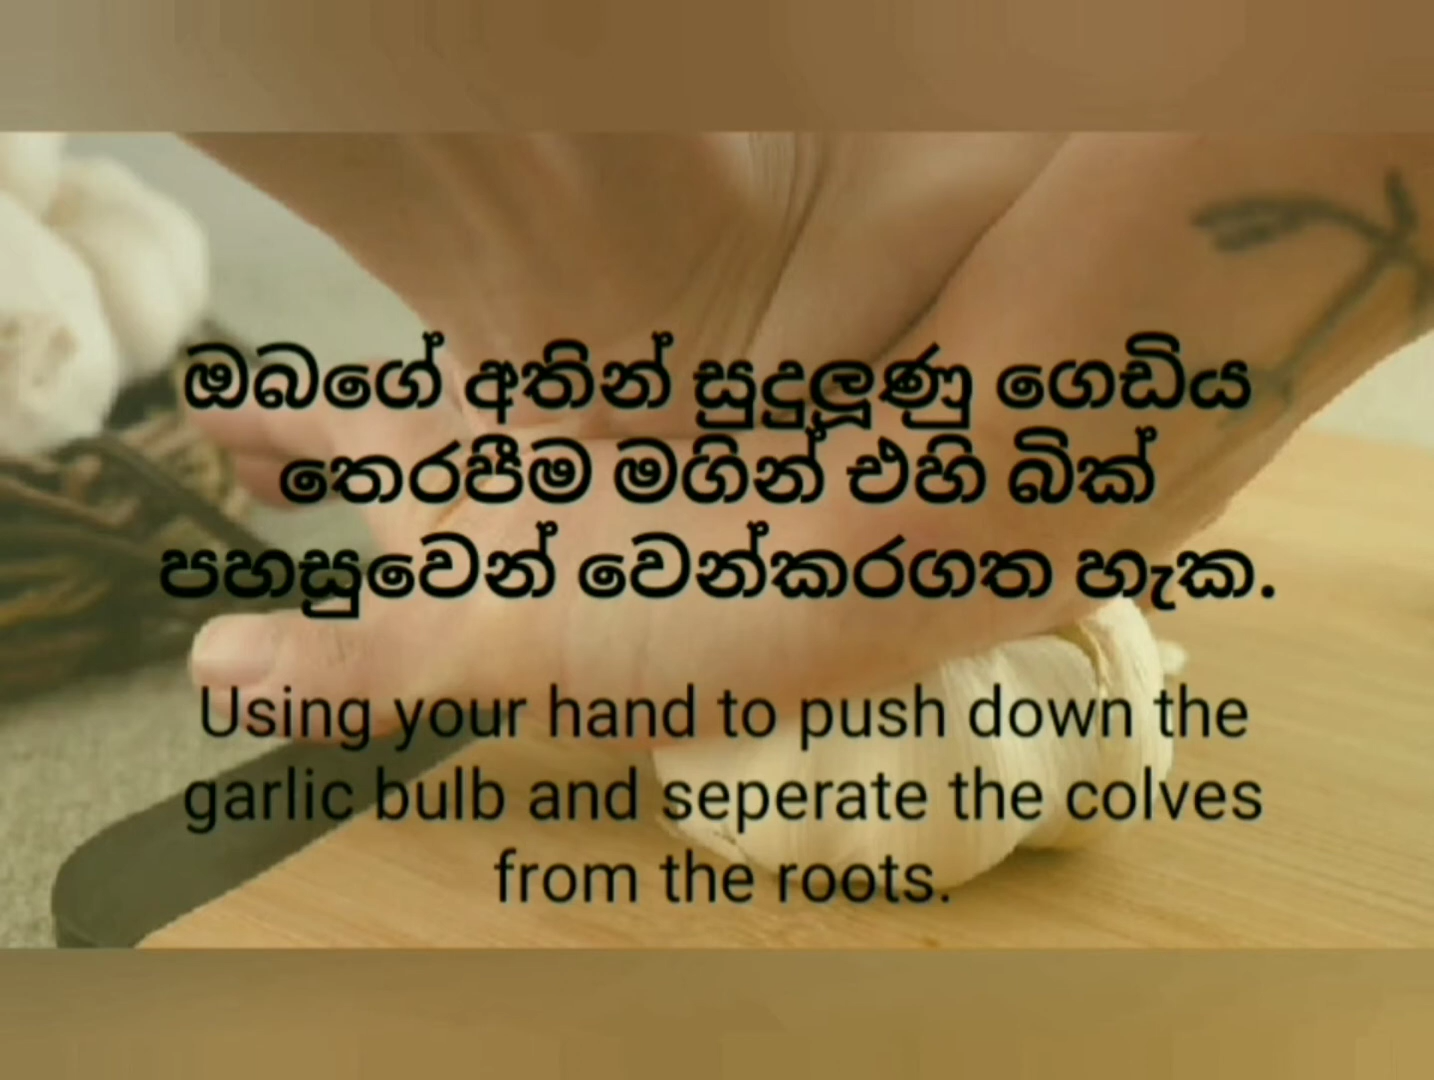 ඔබගේ අතින් සුදුලූණු ගෙඩිය
තෙරපීම මගින් එහි බික්
පහසුවෙන් වෙන්කරගත හැක.
Using your hand to push down the
garlic bulb and seperate the colves
from the roots.